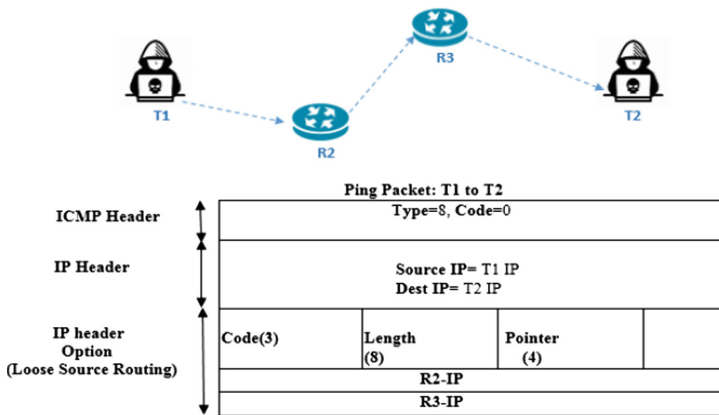 R3
T1
T2
R2
Ping Packet: T1 to T2
ICMP Header
Type=8, Code=0
IP Header
Source IP= T1 IP
Dest IP= T2 IP
IP header
Option
(Loose Source Routing)
Code(3)
Length
(8)
Pointer
(4)
R2-IP
R3-IP